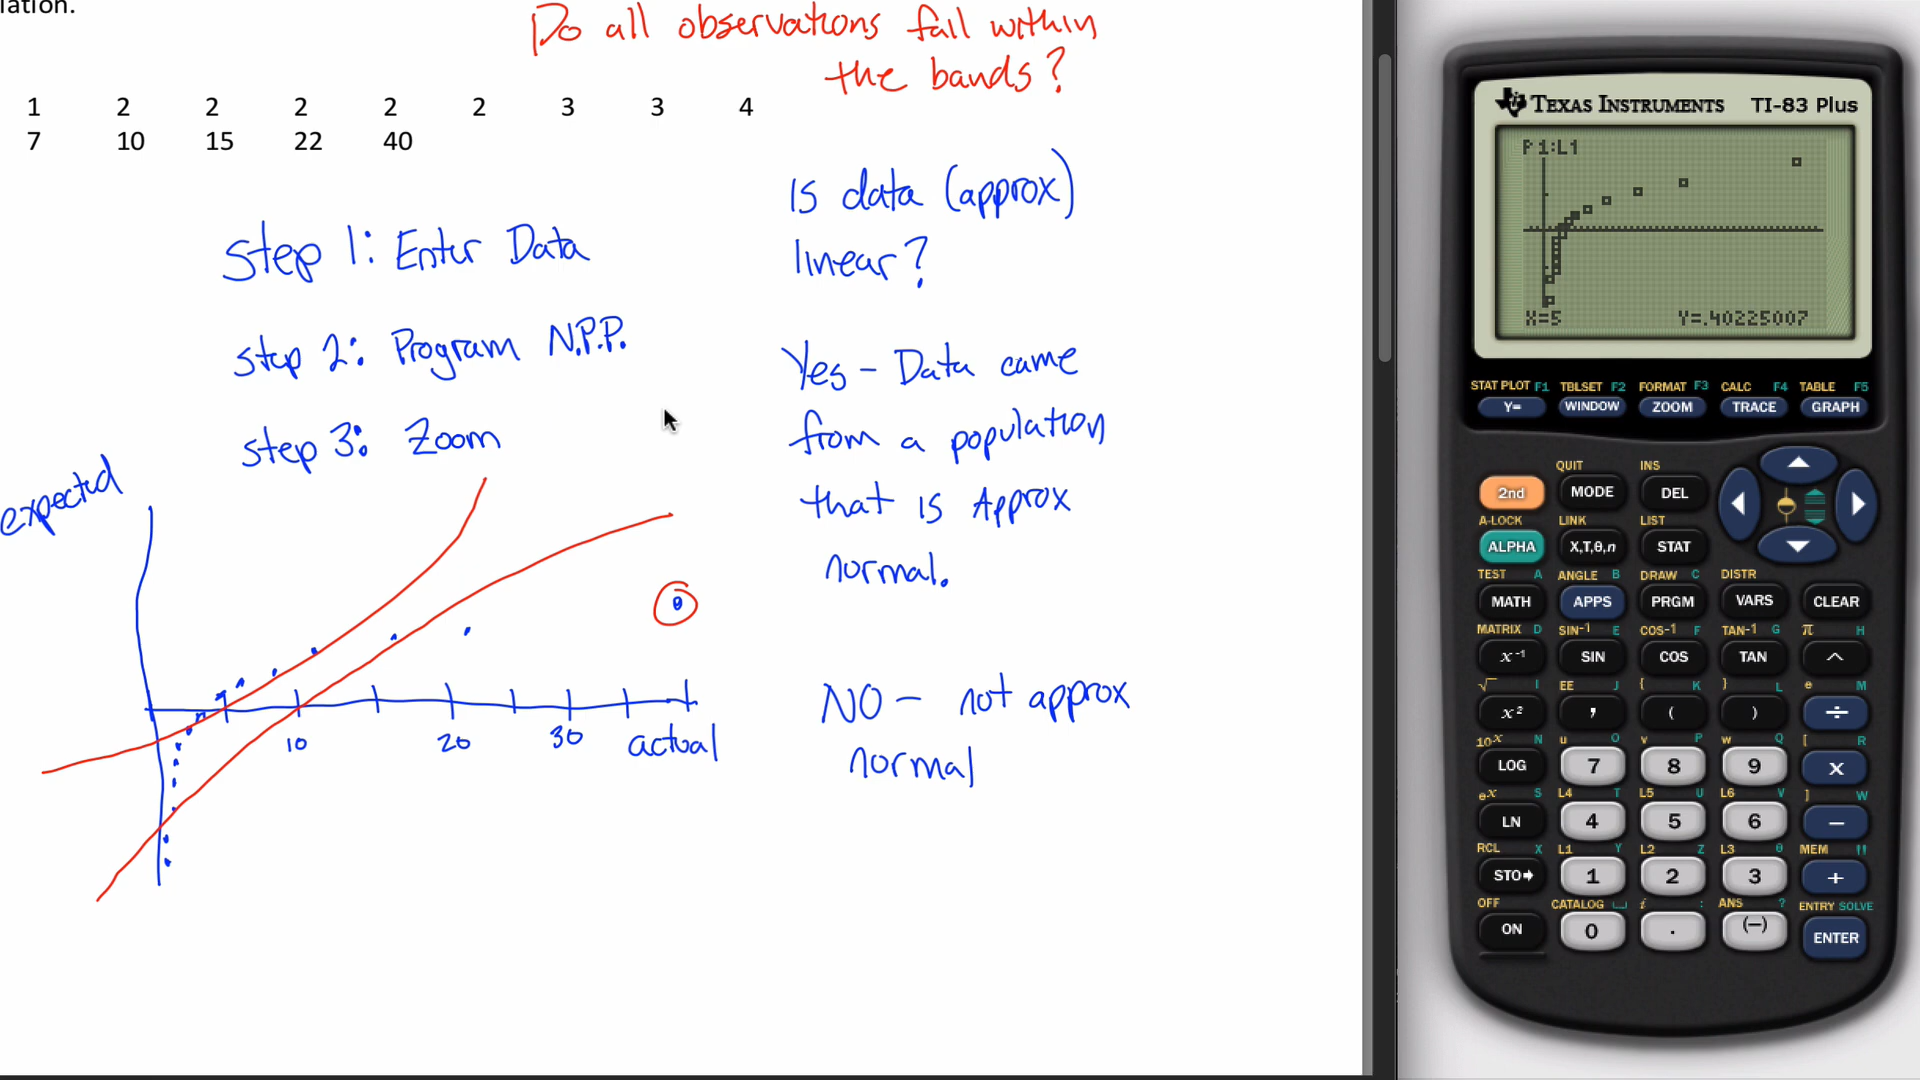 lation.
Do all observations fall within
the bands?
1 2 2 2 2 2 3 3 4
7 10 15 22 40
Is data (approx)
linear?
Step 1: Enter Data
step 2: Program N.P.P.
step 3: Zoom
Yes – Data came
from a population
that is Approx
normal.
NO – not approx
normal
expected
10 20 30 actual
TEXAS INSTRUMENTS TI-83 Plus
P1:L1
X=5 Y=.40225007
STAT PLOT F1 TBLSET F2 FORMAT F3 CALC F4 TABLE F5
Y= WINDOW ZOOM TRACE GRAPH
QUIT INS
2nd MODE DEL
A-LOCK LINK LIST
ALPHA X,T,θ,n STAT
TEST A ANGLE B DRAW C DISTR
MATH APPS PRGM VARS CLEAR
MATRIX D SIN⁻¹ E COS⁻¹ F TAN⁻¹ G π H
x⁻¹ SIN COS TAN ^
√ I EE J { K } L e M
x² , ( ) ÷
10ˣ N u O v P w Q [ R
LOG 7 8 9 x
eˣ S L4 T L5 U L6 V ] W
LN 4 5 6 −
RCL X L1 Y L2 Z L3 θ MEM "
STO➔ 1 2 3 +
OFF CATALOG ⎵ i : ANS ? ENTRY SOLVE
ON 0 . (−) ENTER